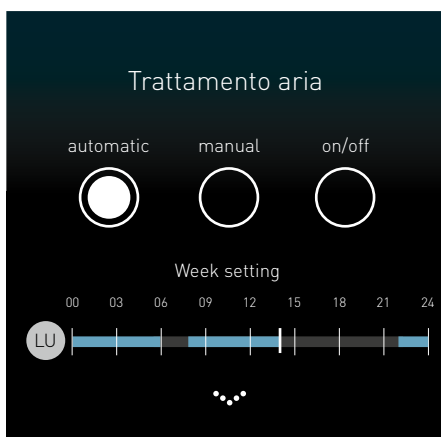 Trattamento aria
automatic manual on/off
Week setting
00 03 06 09 12 15 18 21 24
LU